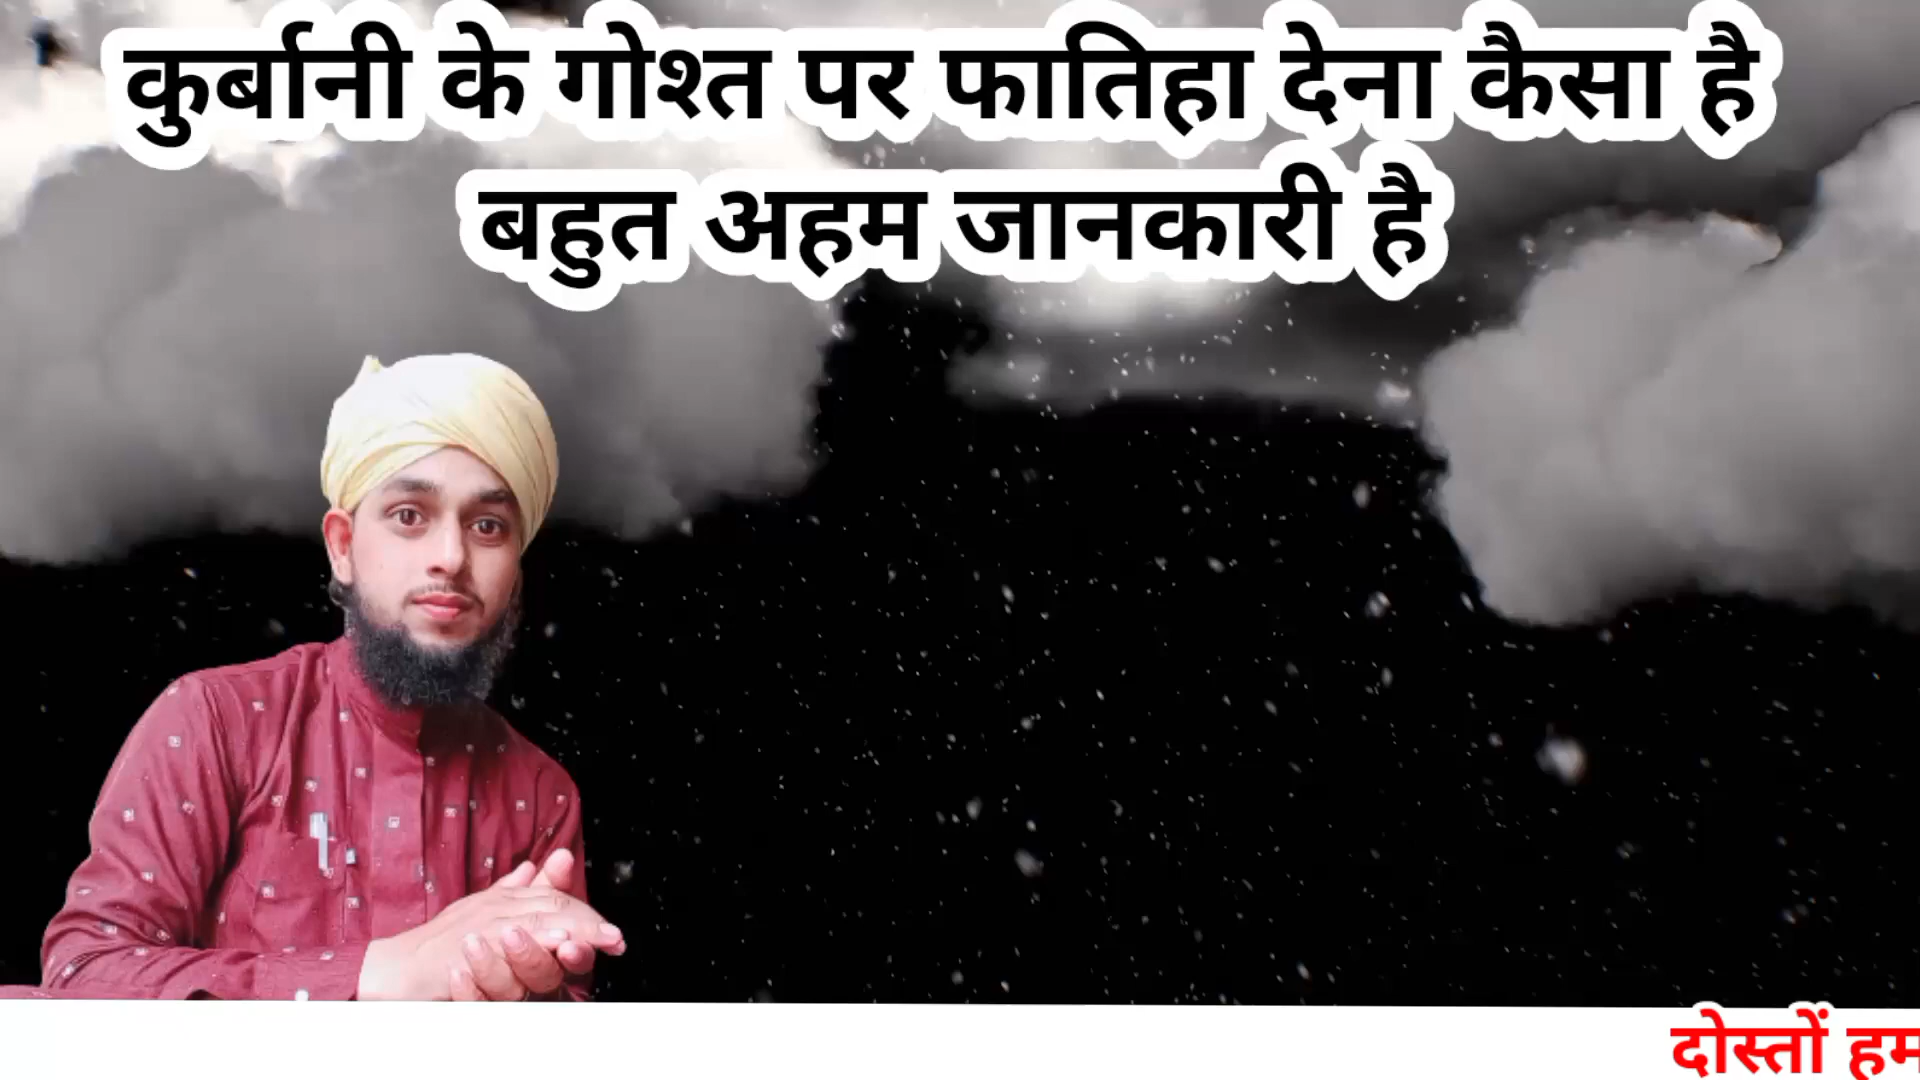 कुर्बानी के गोश्त पर फातिहा देना कैसा है
बहुत अहम जानकारी है
दोस्तों हम